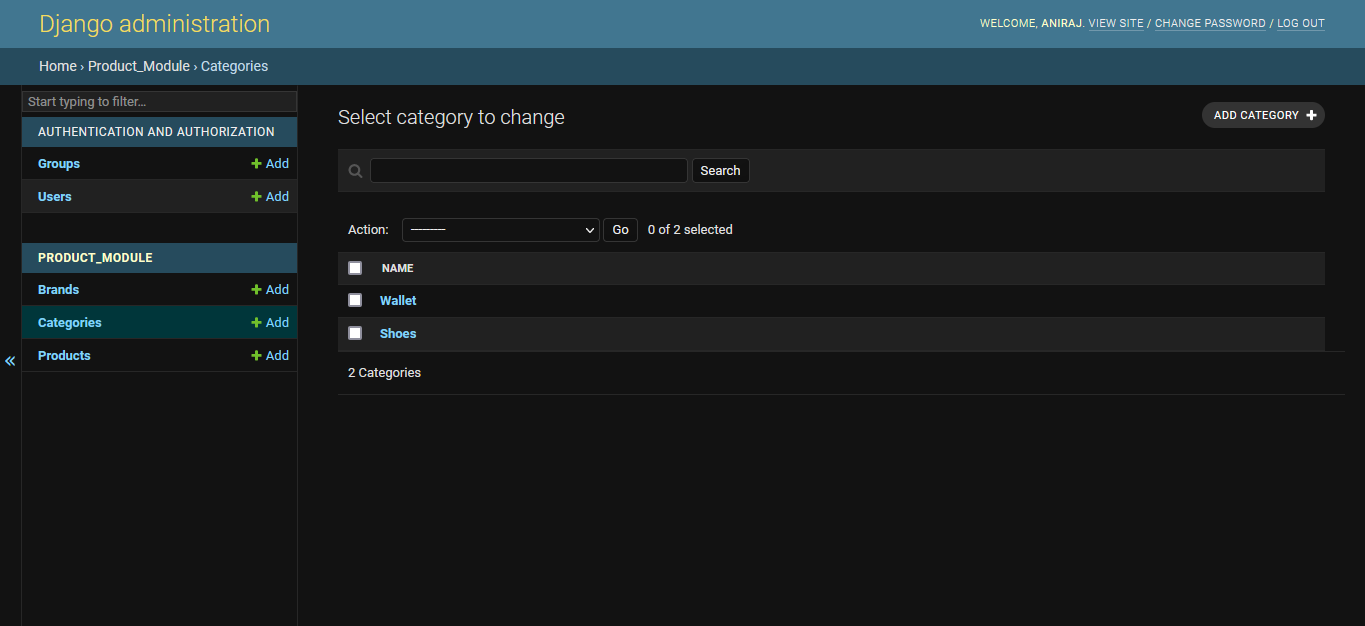 Django administration
WELCOME, ANIRAJ. VIEW SITE / CHANGE PASSWORD / LOG OUT
Home › Product_Module › Categories
Start typing to filter...
AUTHENTICATION AND AUTHORIZATION
Groups + Add
Users + Add
PRODUCT_MODULE
Brands + Add
Categories + Add
Products + Add
«
Select category to change
ADD CATEGORY +
Search
Action: --------- Go 0 of 2 selected
NAME
Wallet
Shoes
2 Categories